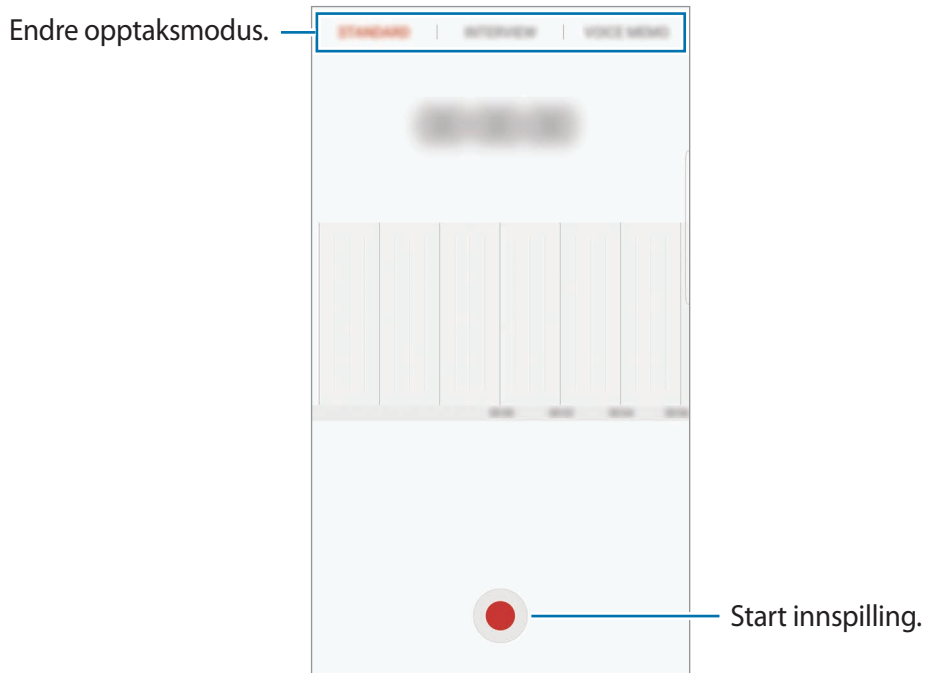 Endre opptaksmodus.
STANDARD INTERVIEW VOICE MEMO
Start innspilling.